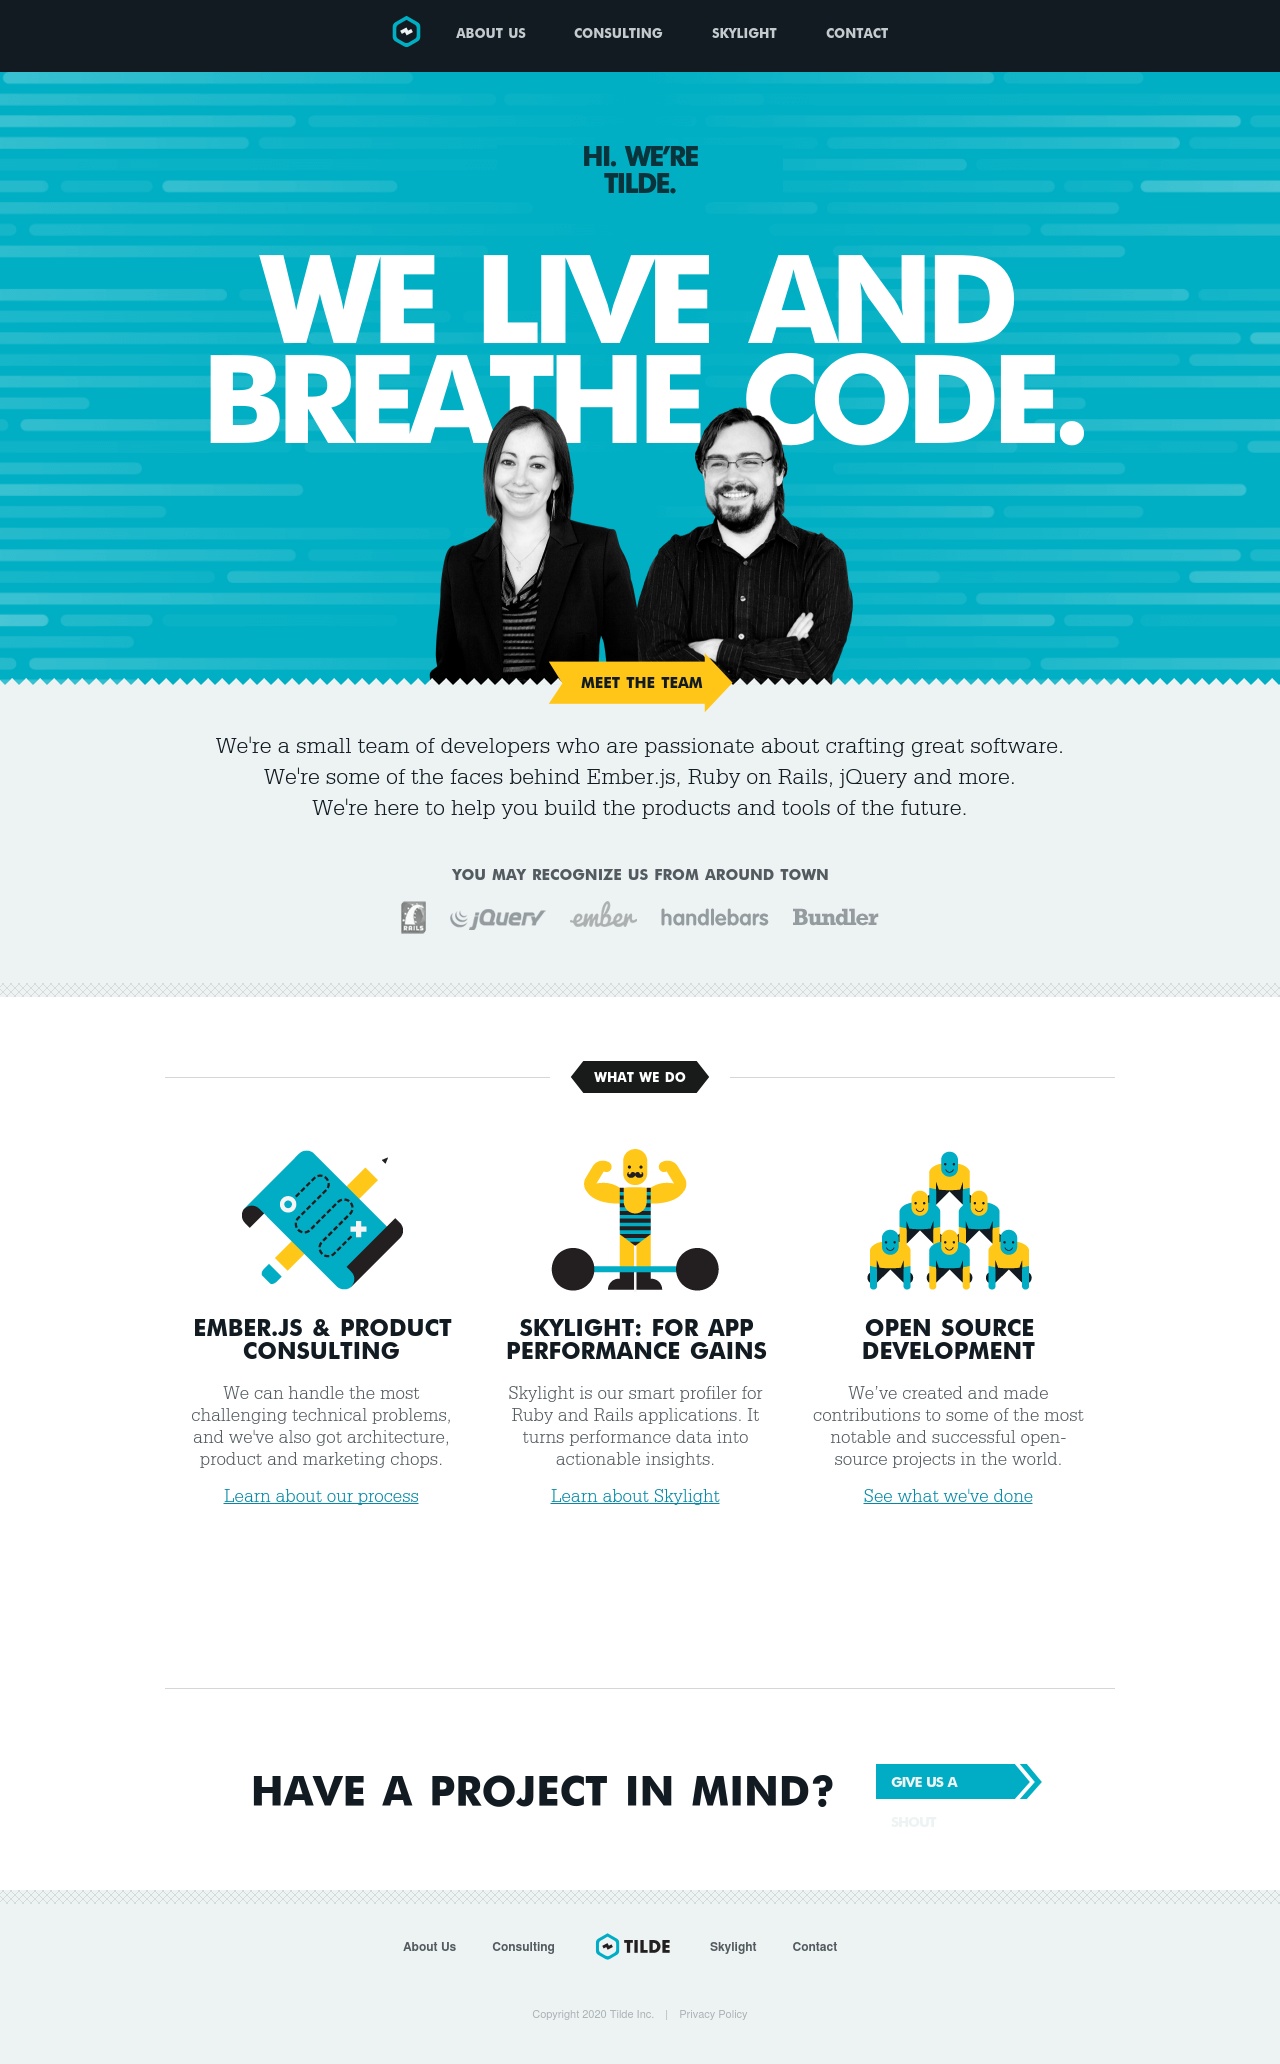 ABOUT US CONSULTING SKYLIGHT CONTACT
HI. WE'RE
TILDE.
WE LIVE AND
BREATHE CODE.
MEET THE TEAM
We're a small team of developers who are passionate about crafting great software.
We're some of the faces behind Ember.js, Ruby on Rails, jQuery and more.
We're here to help you build the products and tools of the future.
YOU MAY RECOGNIZE US FROM AROUND TOWN
RAILS jQuery ember handlebars Bundler
WHAT WE DO
EMBER.JS & PRODUCT
CONSULTING
We can handle the most
challenging technical problems,
and we've also got architecture,
product and marketing chops.
Learn about our process
SKYLIGHT: FOR APP
PERFORMANCE GAINS
Skylight is our smart profiler for
Ruby and Rails applications. It
turns performance data into
actionable insights.
Learn about Skylight
OPEN SOURCE
DEVELOPMENT
We've created and made
contributions to some of the most
notable and successful open-
source projects in the world.
See what we've done
HAVE A PROJECT IN MIND?
GIVE US A
SHOUT
About Us Consulting TILDE Skylight Contact
Copyright 2020 Tilde Inc. | Privacy Policy